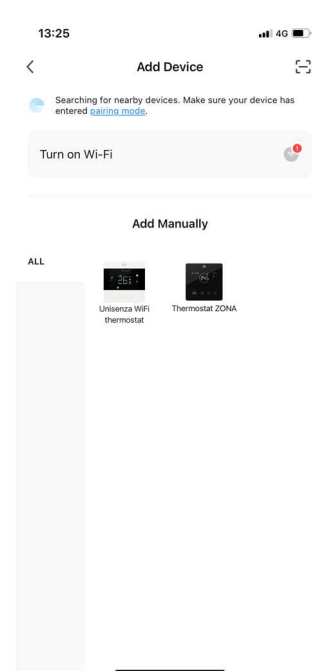 13:25
4G
Add Device
Searching for nearby devices. Make sure your device has
entered pairing mode.
Turn on Wi-Fi
Add Manually
ALL
Unisenza WiFi
thermostat
Thermostat ZONA